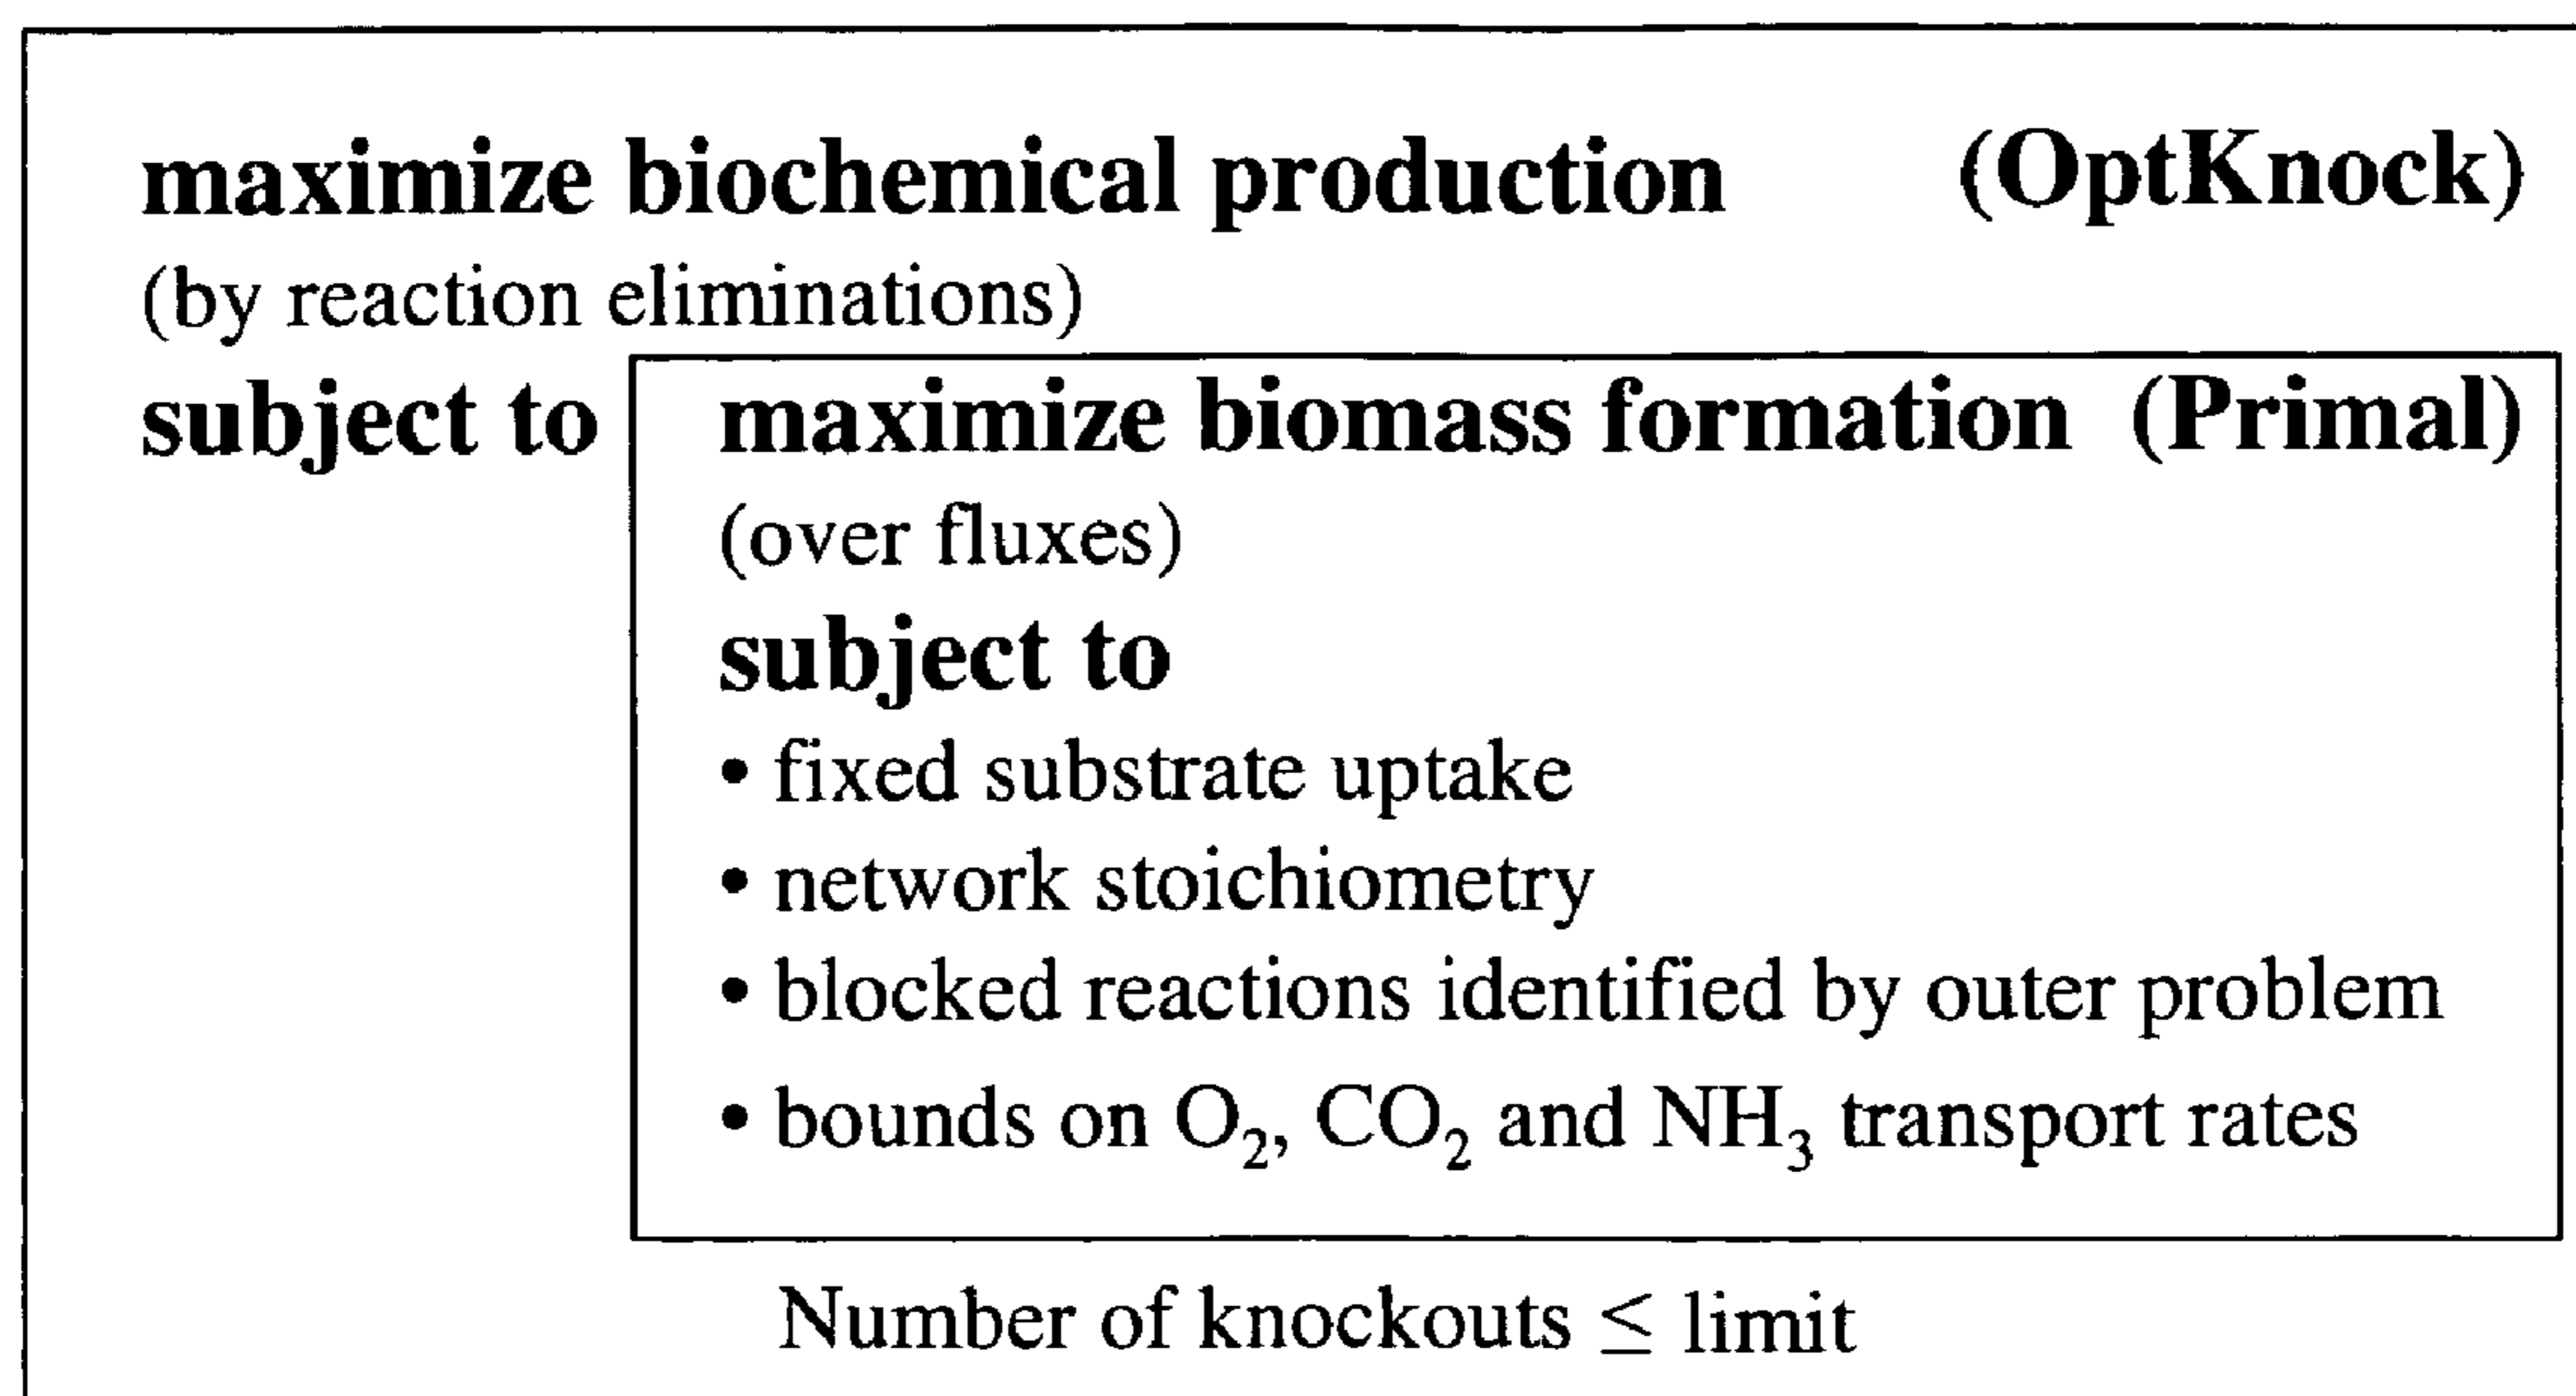 maximize biochemical production (OptKnock)
(by reaction eliminations)
subject to maximize biomass formation (Primal)
(over fluxes)
subject to
• fixed substrate uptake
• network stoichiometry
• blocked reactions identified by outer problem
• bounds on O₂, CO₂ and NH₃ transport rates
Number of knockouts ≤ limit